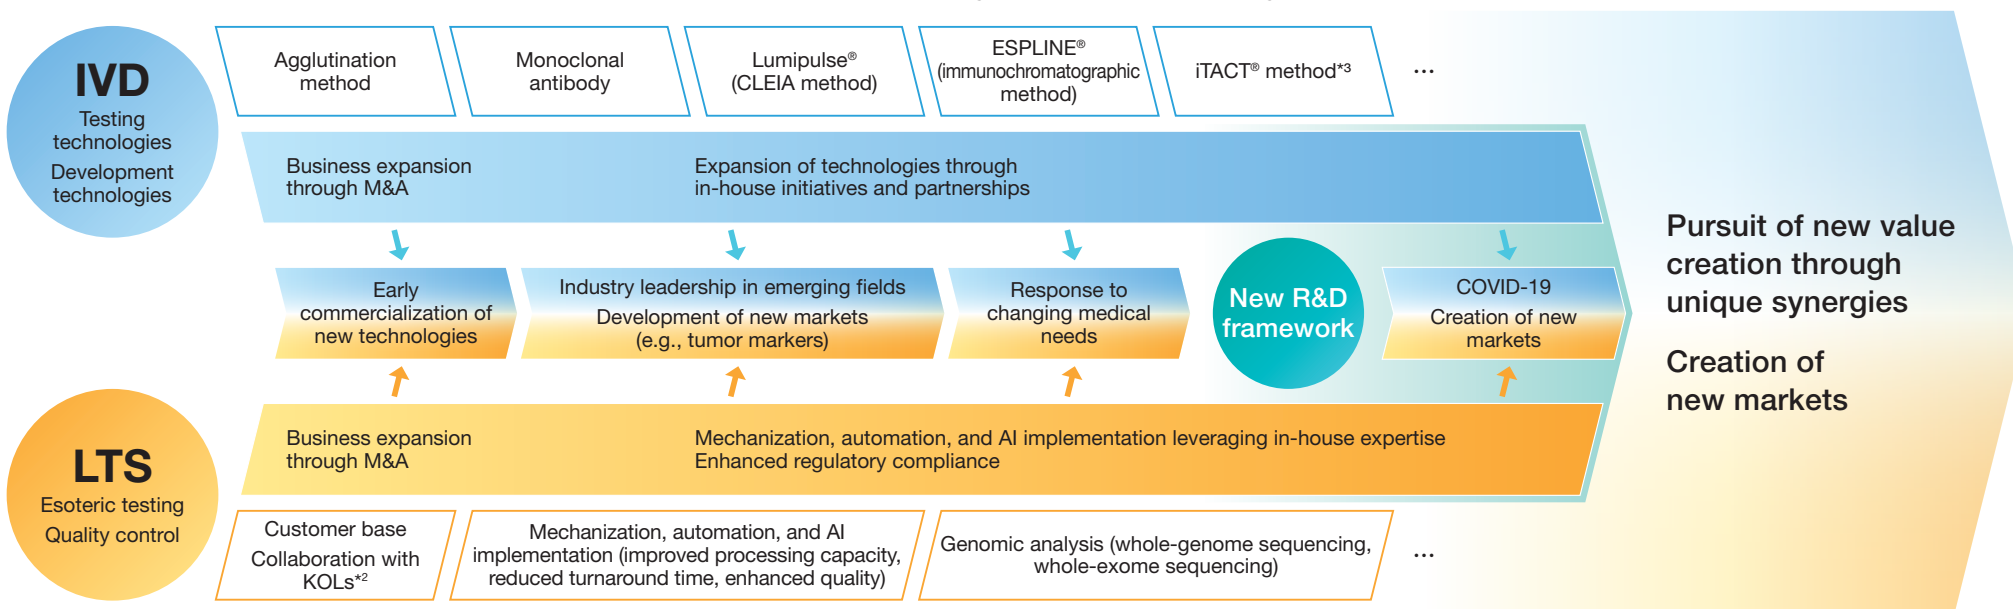 IVD
Testing
technologies
Development
technologies
Agglutination
method
Monoclonal
antibody
Lumipulse®
(CLEIA method)
ESPLINE®
(immunochromatographic
method)
iTACT® method*3
...
Business expansion
through M&A
Expansion of technologies through
in-house initiatives and partnerships
Early
commercialization of
new technologies
Industry leadership in emerging fields
Development of new markets
(e.g., tumor markers)
Response to
changing medical
needs
New R&D
framework
COVID-19
Creation of new
markets
Pursuit of new value
creation through
unique synergies
Creation of
new markets
LTS
Esoteric testing
Quality control
Business expansion
through M&A
Mechanization, automation, and AI implementation leveraging in-house expertise
Enhanced regulatory compliance
Customer base
Collaboration with
KOLs*2
Mechanization, automation, and AI
implementation (improved processing capacity,
reduced turnaround time, enhanced quality)
Genomic analysis (whole-genome sequencing,
whole-exome sequencing)
...